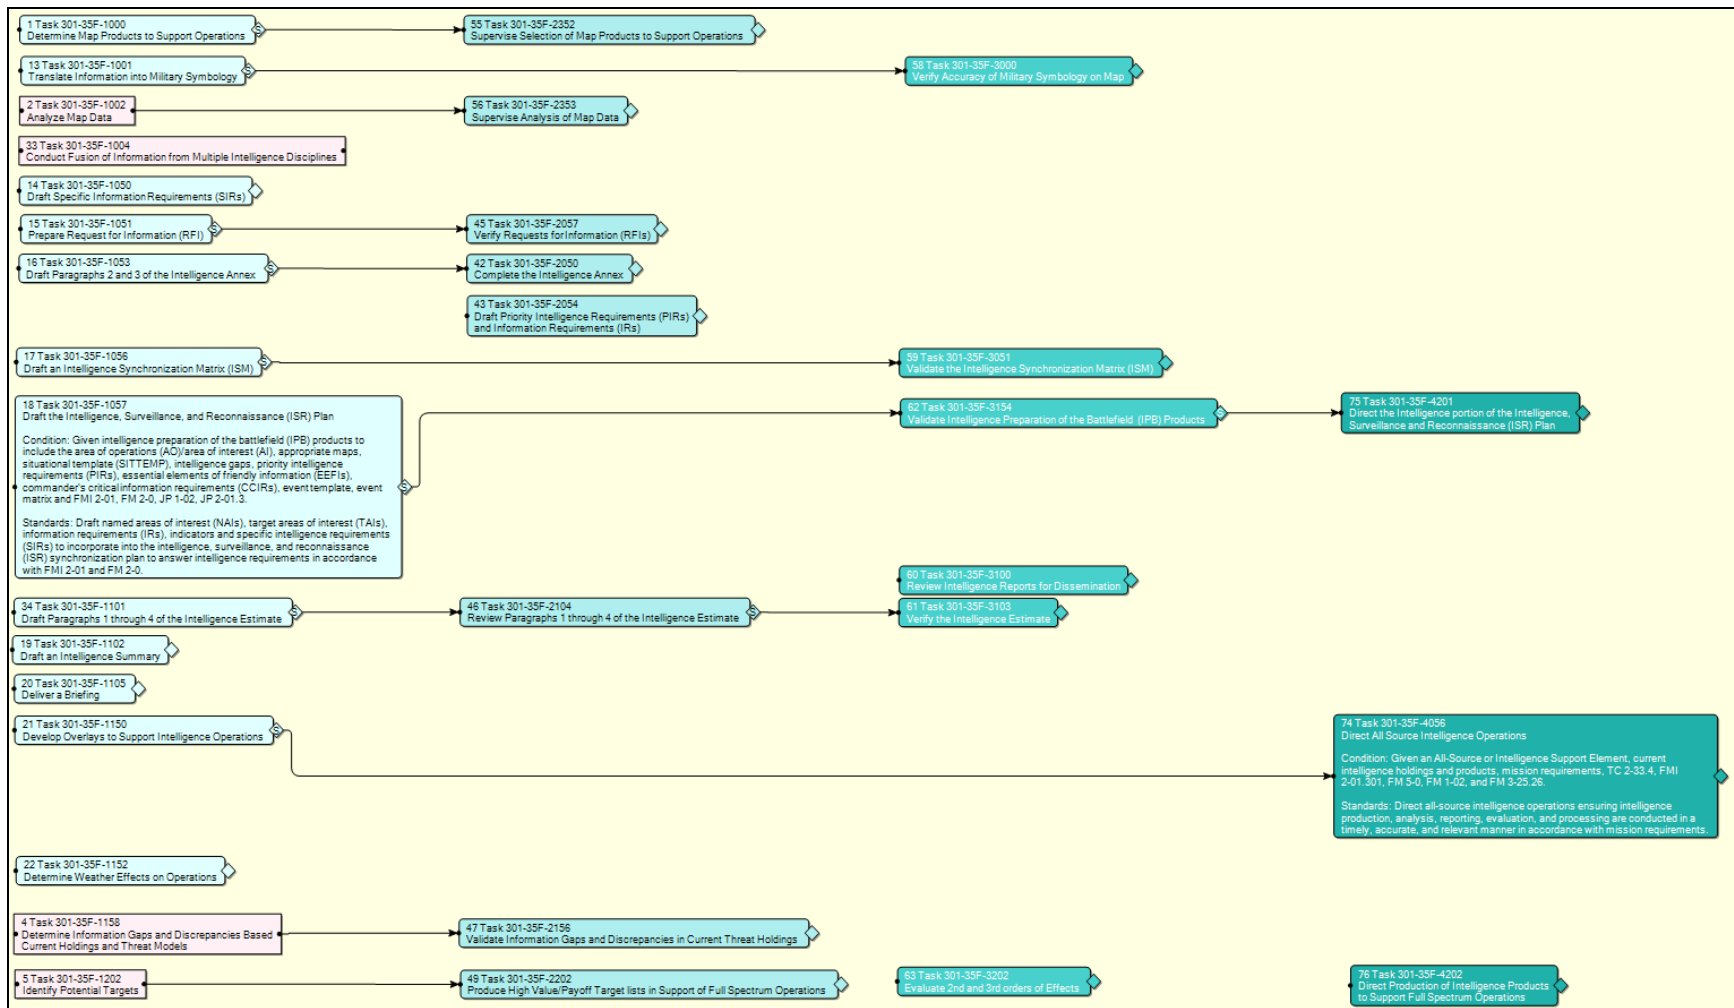 1 Task 301-35F-1000
Determine Map Products to Support Operations
S
55 Task 301-35F-2352
Supervise Selection of Map Products to Support Operations
13 Task 301-35F-1001
Translate Information into Military Symbology
S
58 Task 301-35F-3000
Verify Accuracy of Military Symbology on Map
2 Task 301-35F-1002
Analyze Map Data
56 Task 301-35F-2353
Supervise Analysis of Map Data
33 Task 301-35F-1004
Conduct Fusion of Information from Multiple Intelligence Disciplines
14 Task 301-35F-1050
Draft Specific Information Requirements (SIRs)
15 Task 301-35F-1051
Prepare Request for Information (RFI)
S
45 Task 301-35F-2057
Verify Requests for Information (RFIs)
16 Task 301-35F-1053
Draft Paragraphs 2 and 3 of the Intelligence Annex
S
42 Task 301-35F-2050
Complete the Intelligence Annex
43 Task 301-35F-2054
Draft Priority Intelligence Requirements (PIRs)
and Information Requirements (IRs)
17 Task 301-35F-1056
Draft an Intelligence Synchronization Matrix (ISM)
S
59 Task 301-35F-3051
Validate the Intelligence Synchronization Matrix (ISM)
18 Task 301-35F-1057
Draft the Intelligence, Surveillance, and Reconnaissance (ISR) Plan
Condition: Given intelligence preparation of the battlefield (IPB) products to
include the area of operations (AO)/area of interest (AI), appropriate maps,
situational template (SITTEMP), intelligence gaps, priority intelligence
requirements (PIRs), essential elements of friendly information (EEFIs),
commander's critical information requirements (CCIRs), event template, event
matrix and FMI 2-01, FM 2-0, JP 1-02, JP 2-01.3.
Standards: Draft named areas of interest (NAIs), target areas of interest (TAIs),
information requirements (IRs), indicators and specific intelligence requirements
(SIRs) to incorporate into the intelligence, surveillance, and reconnaissance
(ISR) synchronization plan to answer intelligence requirements in accordance
with FMI 2-01 and FM 2-0.
S
62 Task 301-35F-3154
Validate Intelligence Preparation of the Battlefield (IPB) Products
S
75 Task 301-35F-4201
Direct the Intelligence portion of the Intelligence,
Surveillance and Reconnaissance (ISR) Plan
60 Task 301-35F-3100
Review Intelligence Reports for Dissemination
34 Task 301-35F-1101
Draft Paragraphs 1 through 4 of the Intelligence Estimate
S
46 Task 301-35F-2104
Review Paragraphs 1 through 4 of the Intelligence Estimate
S
61 Task 301-35F-3103
Verify the Intelligence Estimate
19 Task 301-35F-1102
Draft an Intelligence Summary
20 Task 301-35F-1105
Deliver a Briefing
21 Task 301-35F-1150
Develop Overlays to Support Intelligence Operations
S
74 Task 301-35F-4056
Direct All Source Intelligence Operations
Condition: Given an All-Source or Intelligence Support Element, current
intelligence holdings and products, mission requirements, TC 2-33.4, FMI
2-01.301, FM 5-0, FM 1-02, and FM 3-25.26.
Standards: Direct all-source intelligence operations ensuring intelligence
production, analysis, reporting, evaluation, and processing are conducted in a
timely, accurate, and relevant manner in accordance with mission requirements.
22 Task 301-35F-1152
Determine Weather Effects on Operations
4 Task 301-35F-1158
Determine Information Gaps and Discrepancies Based
Current Holdings and Threat Models
47 Task 301-35F-2156
Validate Information Gaps and Discrepancies in Current Threat Holdings
5 Task 301-35F-1202
Identify Potential Targets
49 Task 301-35F-2202
Produce High Value/Payoff Target lists in Support of Full Spectrum Operations
63 Task 301-35F-3202
Evaluate 2nd and 3rd orders of Effects
76 Task 301-35F-4202
Direct Production of Intelligence Products
to Support Full Spectrum Operations